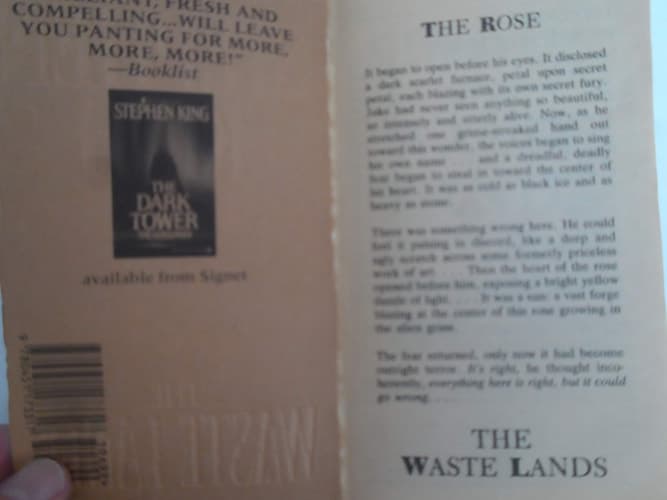 BRILLIANT, FRESH AND
COMPELLING...WILL LEAVE
YOU PANTING FOR MORE,
MORE, MORE!"
—Booklist
STEPHEN KING
THE
DARK
TOWER
available from Signet
THE ROSE
It began to open before his eyes. It disclosed
a dark scarlet furnace, petal upon secret
petal, each blazing with its own secret fury.
Jake had never seen anything so
beautiful,
so intensely and utterly alive. Now, as he
stretched one grime-streaked hand out
toward this wonder, the voices began to sing
his own name . . . and a dreadful, deadly
fear began to steal in toward the center of
his heart. It was as cold as black ice and as
heavy as stone.
There was something wrong here. He could
feel it pulsing in discord, like a deep and
ugly scratch across some formerly priceless
work of art. . . . Then the heart of the rose
opened before him, exposing a bright yellow
dazzle of light. . . . It was a sun: a vast forge
blazing at the center of this rose growing in
the alien grass.
The fear returned, only now it had become
outright terror. It's right, he thought inco-
herently, everything here is right, but it could
go wrong. . . .
THE
WASTE LANDS